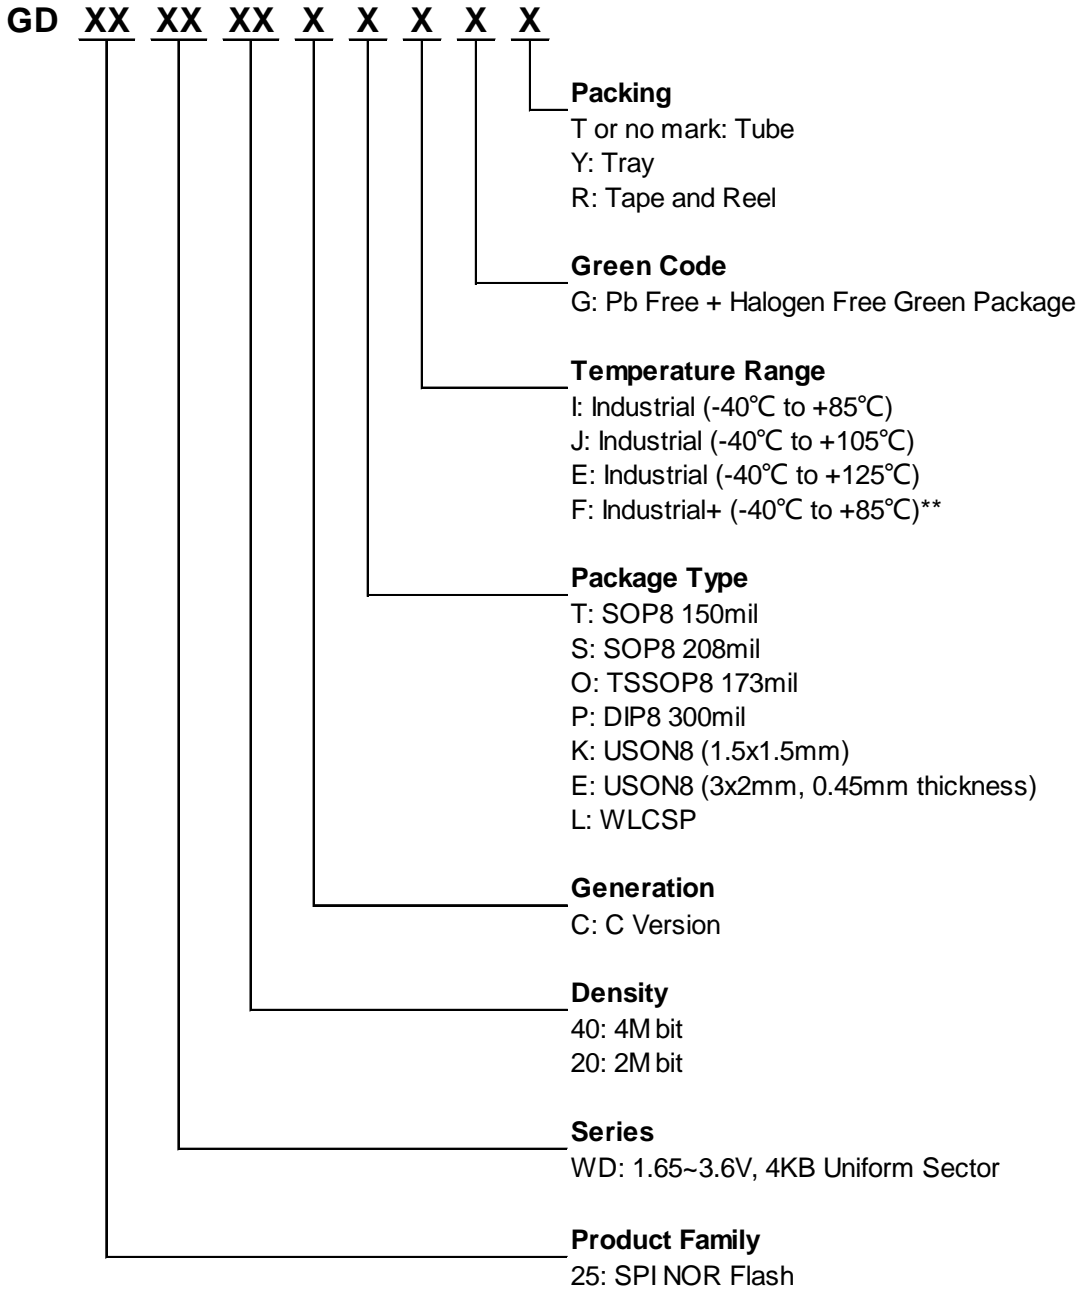 GD XX XX XX X X X X X
Packing
T or no mark: Tube
Y: Tray
R: Tape and Reel
Green Code
G: Pb Free + Halogen Free Green Package
Temperature Range
I: Industrial (-40℃ to +85℃)
J: Industrial (-40℃ to +105℃)
E: Industrial (-40℃ to +125℃)
F: Industrial+ (-40℃ to +85℃)**
Package Type
T: SOP8 150mil
S: SOP8 208mil
O: TSSOP8 173mil
P: DIP8 300mil
K: USON8 (1.5x1.5mm)
E: USON8 (3x2mm, 0.45mm thickness)
L: WLCSP
Generation
C: C Version
Density
40: 4M bit
20: 2M bit
Series
WD: 1.65~3.6V, 4KB Uniform Sector
Product Family
25: SPI NOR Flash